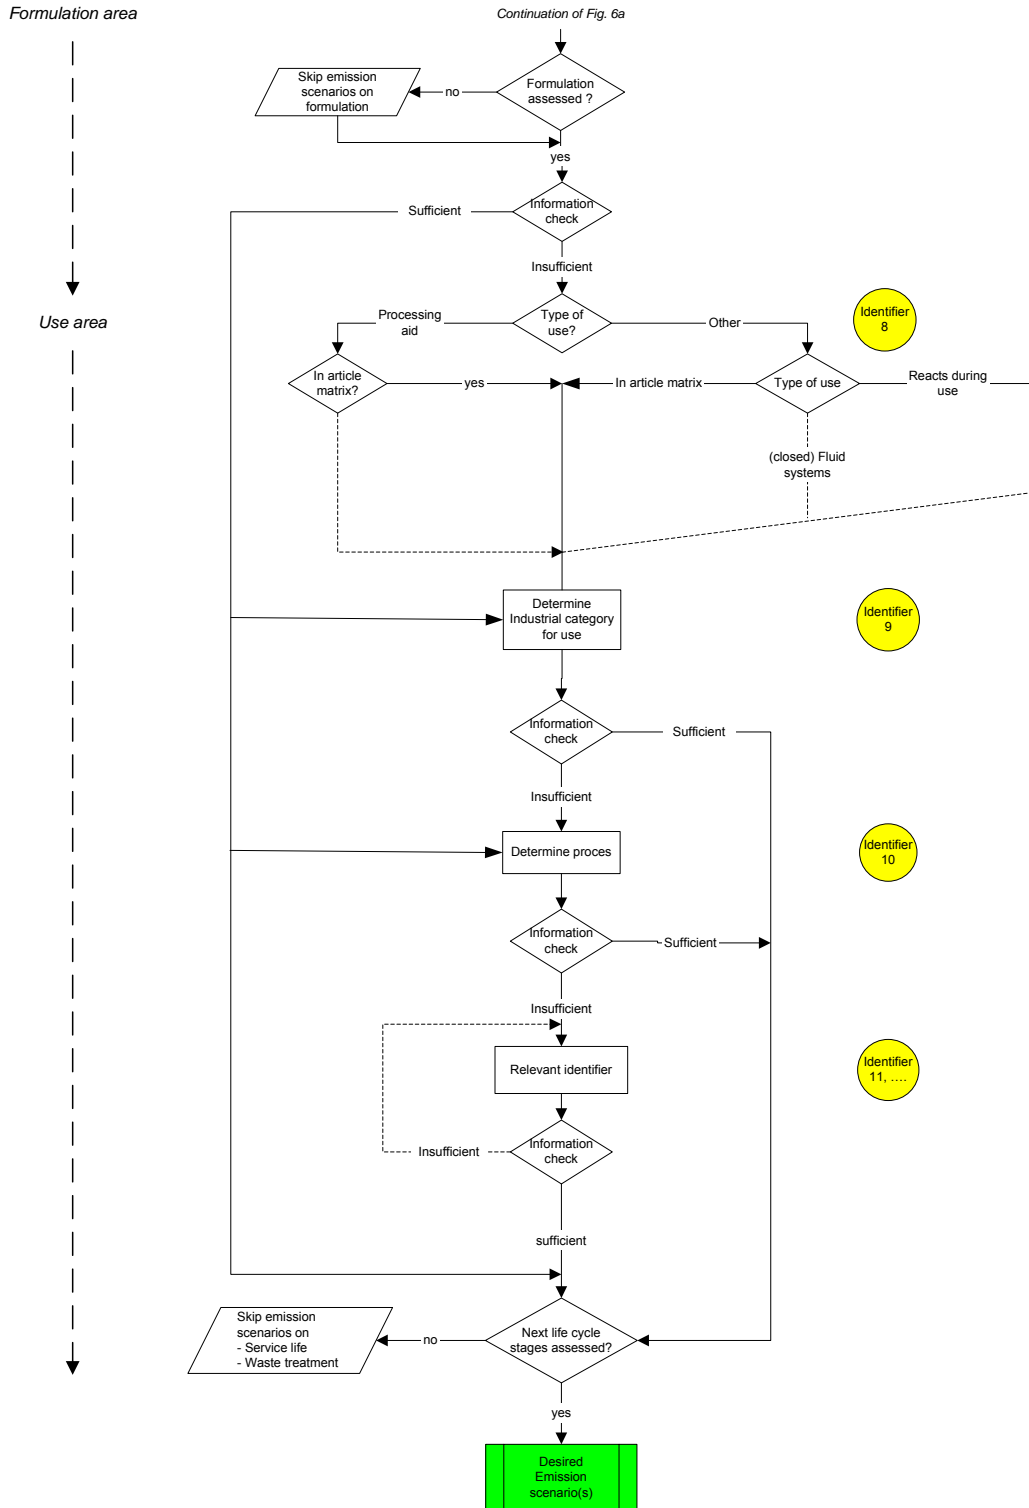 Formulation area
Continuation of Fig. 6a
Skip emission
scenarios on
formulation
no
Formulation
assessed ?
yes
Sufficient
Information
check
Insufficient
Use area
Processing
aid
Type of
use?
Other
Identifier
8
In article
matrix?
yes
In article matrix
Type of use
Reacts during
use
(closed) Fluid
systems
Determine
Industrial category
for use
Identifier
9
Information
check
Sufficient
Insufficient
Determine proces
Identifier
10
Information
check
Sufficient
Insufficient
Relevant identifier
Identifier
11, ....
Insufficient
Information
check
sufficient
Skip emission
scenarios on
- Service life
- Waste treatment
no
Next life cycle
stages assessed?
yes
Desired
Emission
scenario(s)